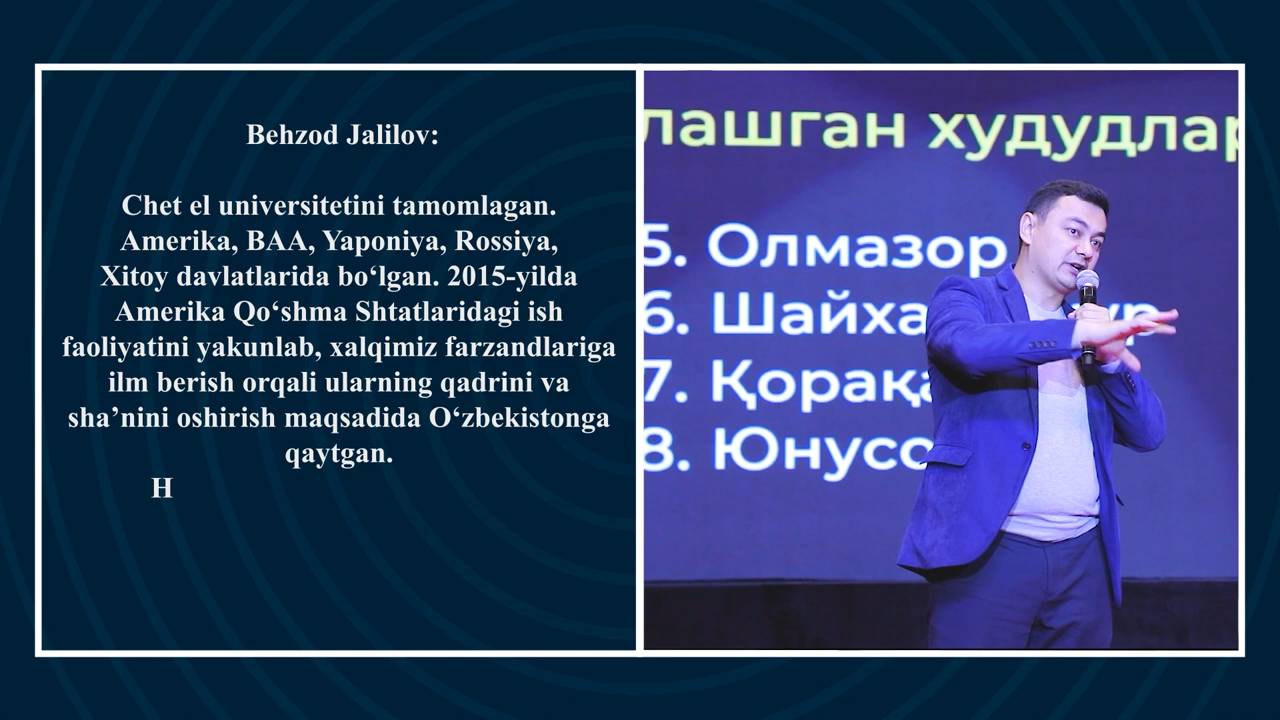 Behzod Jalilov:
Chet el universitetini tamomlagan.
Amerika, BAA, Yaponiya, Rossiya,
Xitoy davlatlarida bo‘lgan. 2015-yilda
Amerika Qo‘shma Shtatlaridagi ish
faoliyatini yakunlab, xalqimiz farzandlariga
ilm berish orqali ularning qadrini va
sha’nini oshirish maqsadida O‘zbekistonga
qaytgan.
H
лашган худудлар
5. Олмазор
6. Шайха
7. Қорақа
8. Юнусо